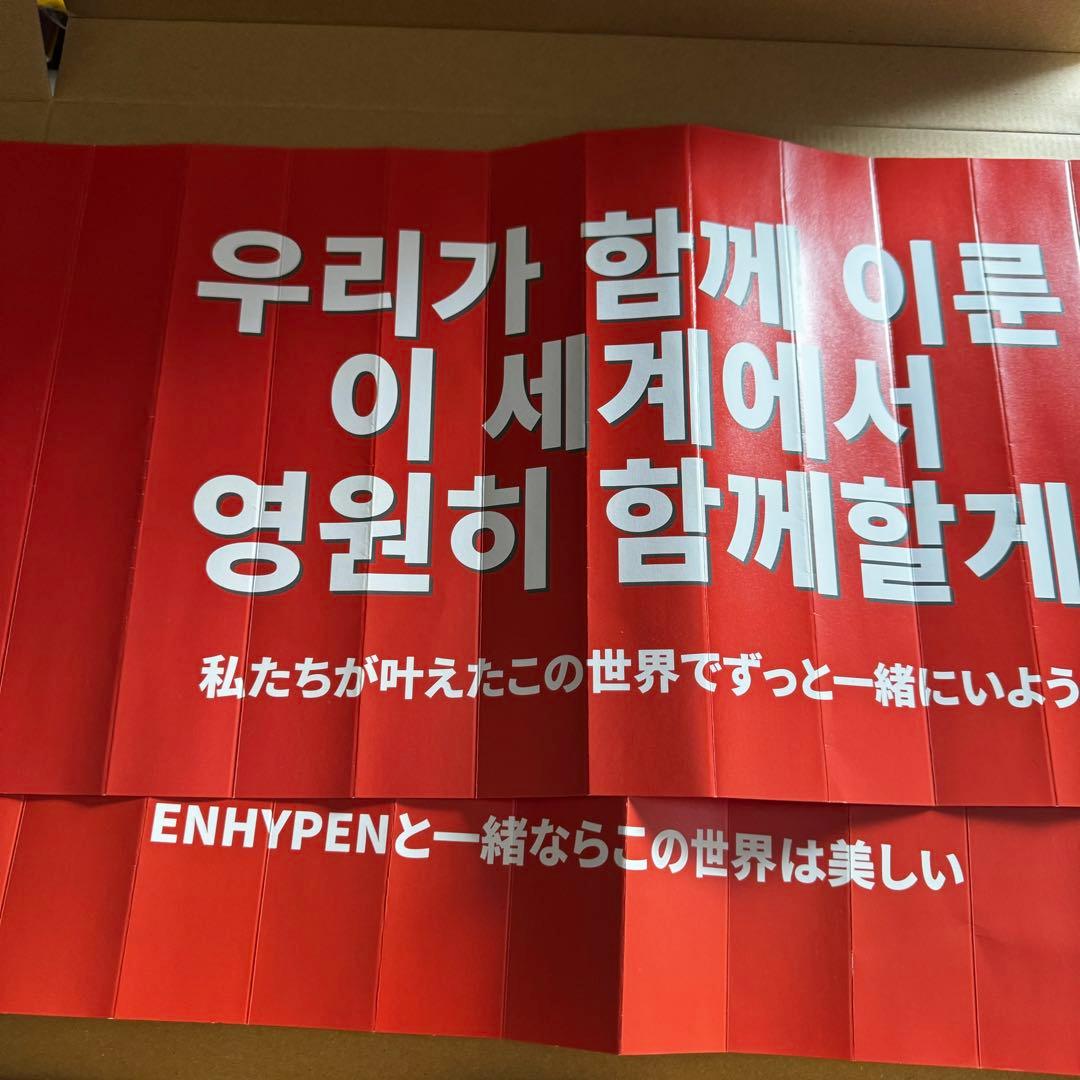 우리가 함께 이룬
이 세계에서
영원히 함께할게
私たちが叶えたこの世界でずっと一緒にいよう
ENHYPENと一緒ならこの世界は美しい